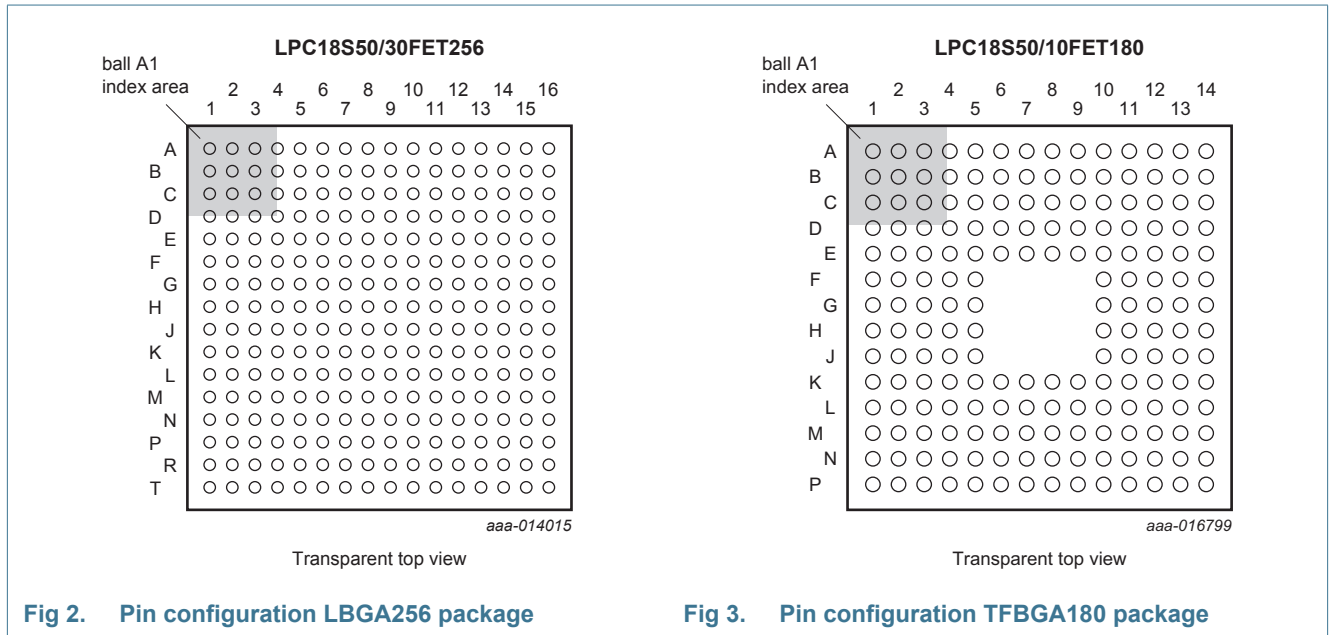 LPC18S50/30FET256
ball A1
index area
2 4 6 8 10 12 14 16
1 3 5 7 9 11 13 15
A
B
C
D
E
F
G
H
J
K
L
M
N
P
R
T
aaa-014015
Transparent top view
Fig 2. Pin configuration LBGA256 package
LPC18S50/10FET180
ball A1
index area
2 4 6 8 10 12 14
1 3 5 7 9 11 13
A
B
C
D
E
F
G
H
J
K
L
M
N
P
aaa-016799
Transparent top view
Fig 3. Pin configuration TFBGA180 package